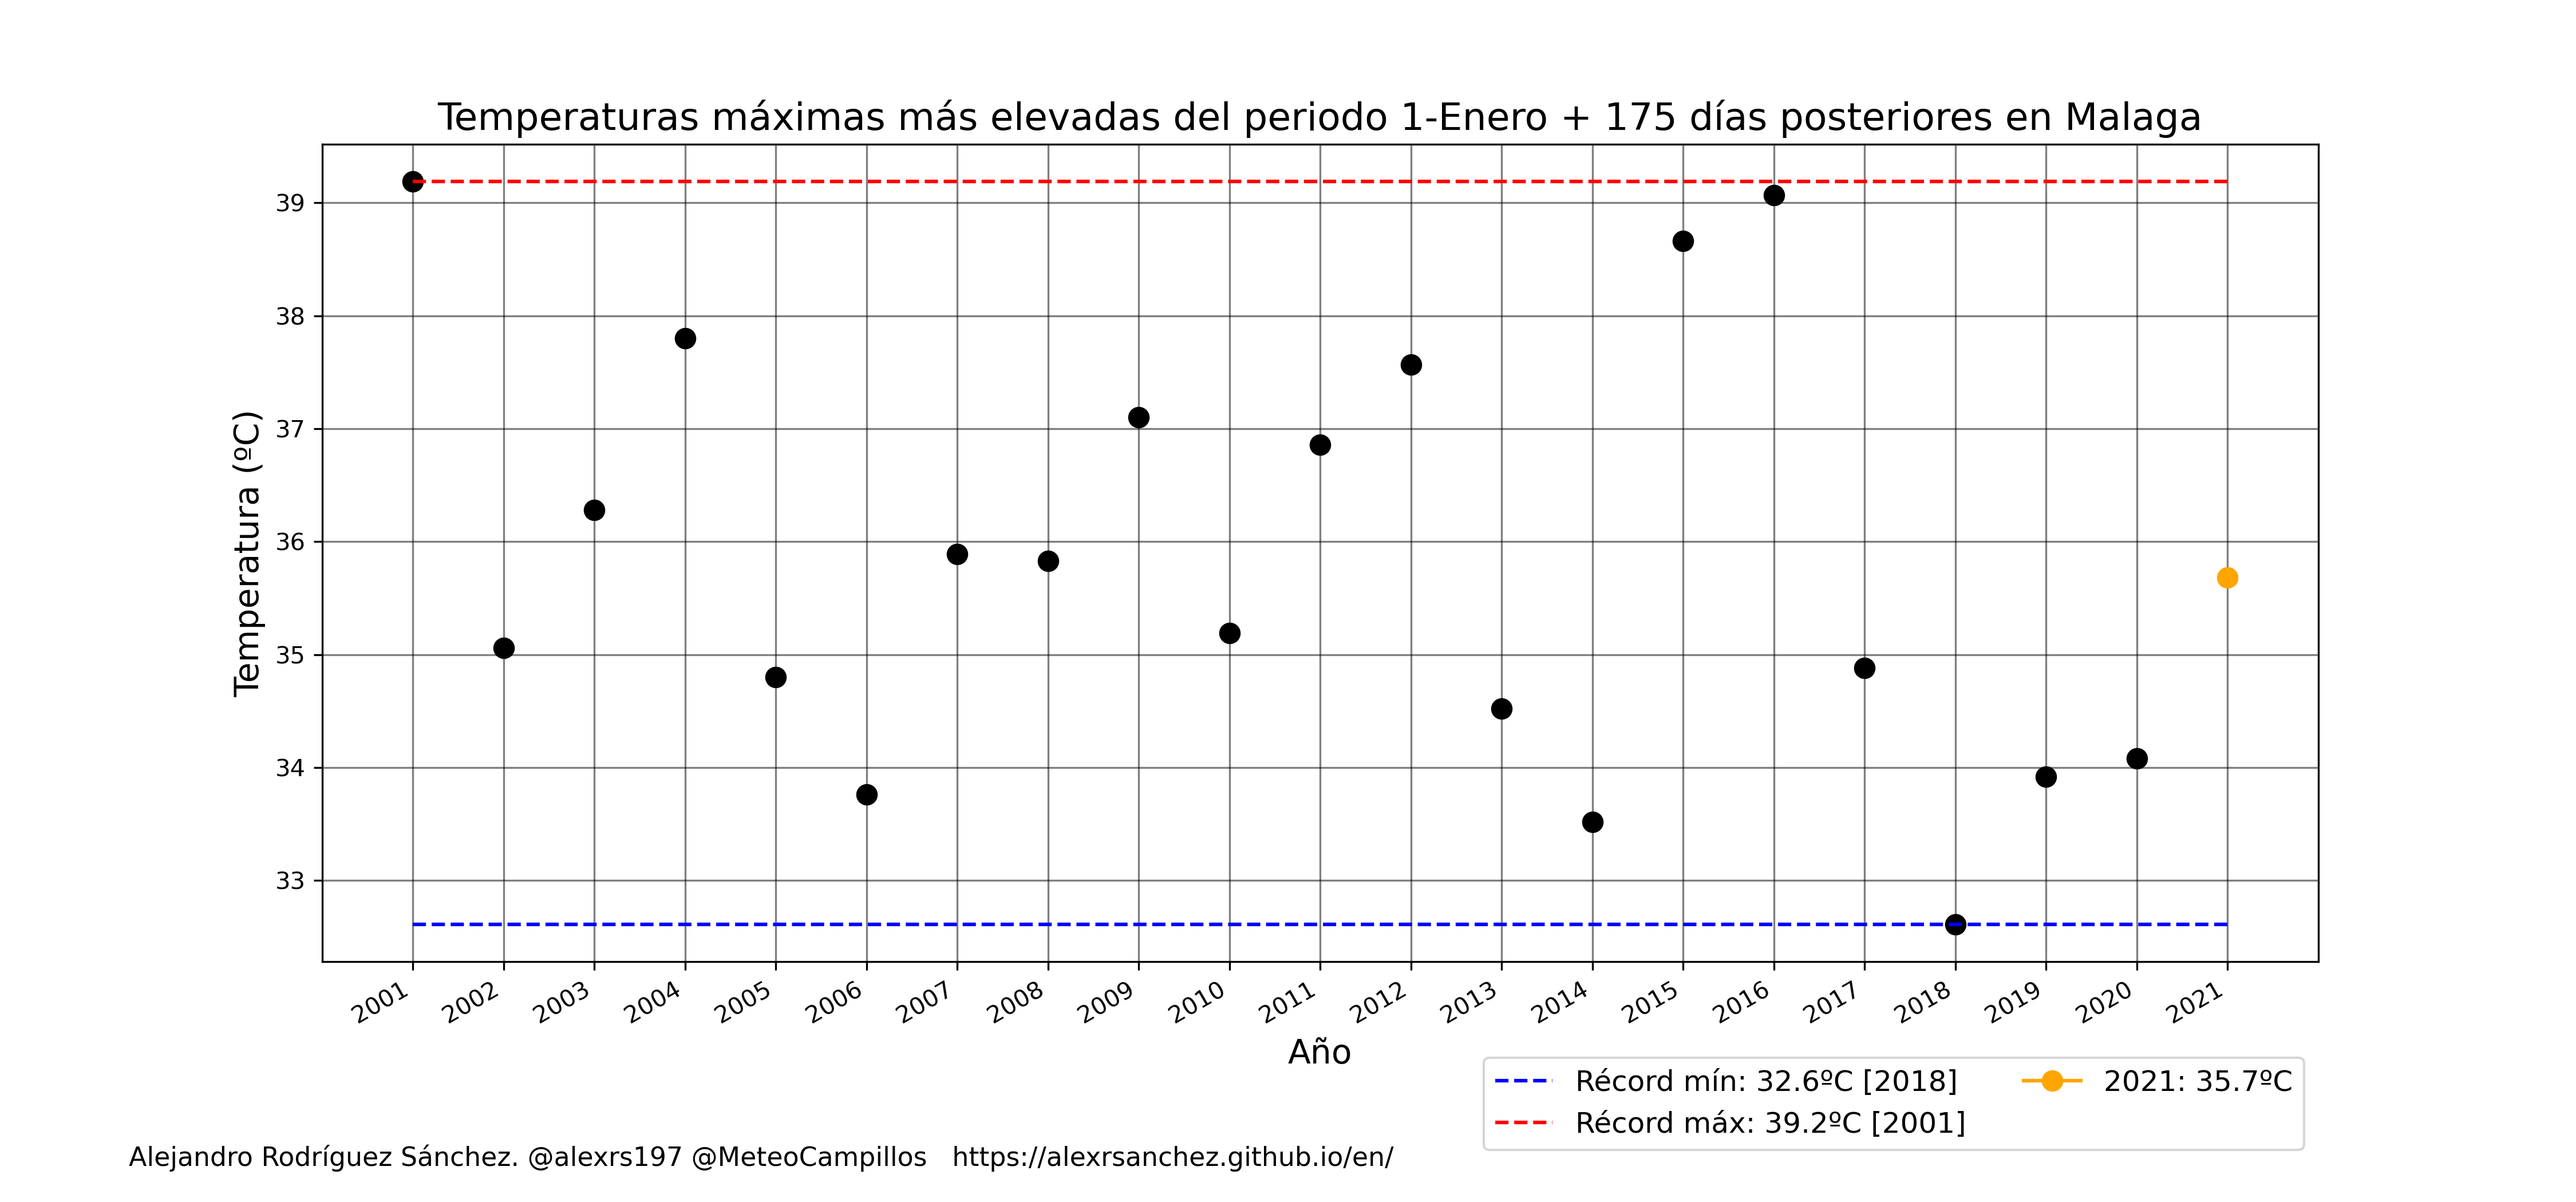 Temperaturas máximas más elevadas del periodo 1-Enero + 175 días posteriores en Malaga
Temperatura (ºC)
39
38
37
36
35
34
33
2001 2002 2003 2004 2005 2006 2007 2008 2009 2010 2011 2012 2013 2014 2015 2016 2017 2018 2019 2020 2021
Año
Récord mín: 32.6ºC [2018] 2021: 35.7ºC
Récord máx: 39.2ºC [2001]
Alejandro Rodríguez Sánchez. @alexrs197 @MeteoCampillos https://alexrsanchez.github.io/en/